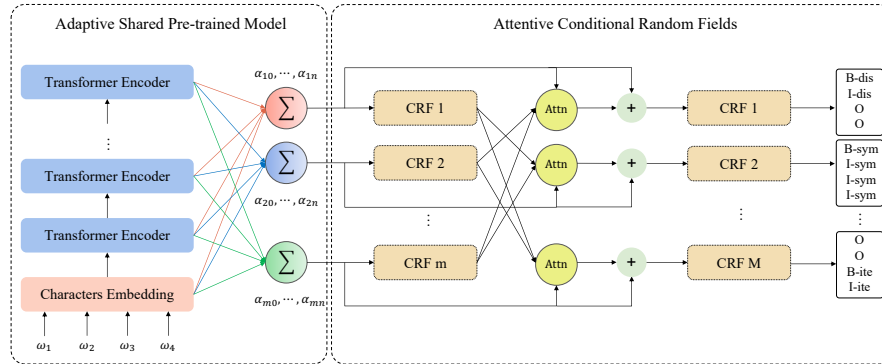 Adaptive Shared Pre-trained Model
Transformer Encoder
⋮
Transformer Encoder
Transformer Encoder
Characters Embedding
ω₁ ω₂ ω₃ ω₄
α₁₀, ⋯, α₁ₙ
∑
∑
α₂₀, ⋯, α₂ₙ
∑
αₘ₀, ⋯, αₘₙ
Attentive Conditional Random Fields
CRF 1 Attn + CRF 1
CRF 2 Attn + CRF 2
⋮ ⋮
CRF m Attn + CRF M
B-dis
I-dis
O
O
B-sym
I-sym
I-sym
I-sym
O
O
B-ite
I-ite